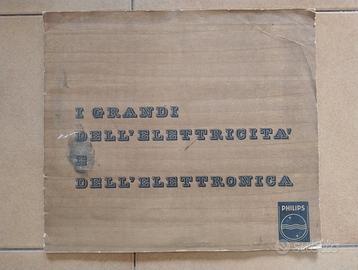 I GRANDI
DELL'ELETTRICITA'
E
DELL'ELETTRONICA
PHILIPS